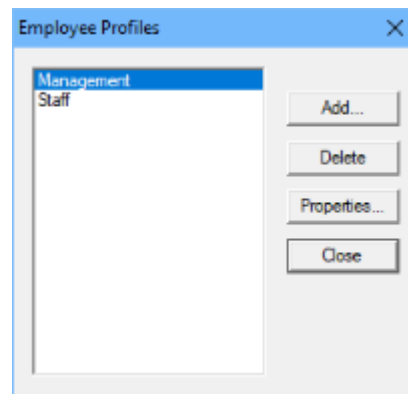 Employee Profiles
Management
Staff
Add...
Delete
Properties...
Close